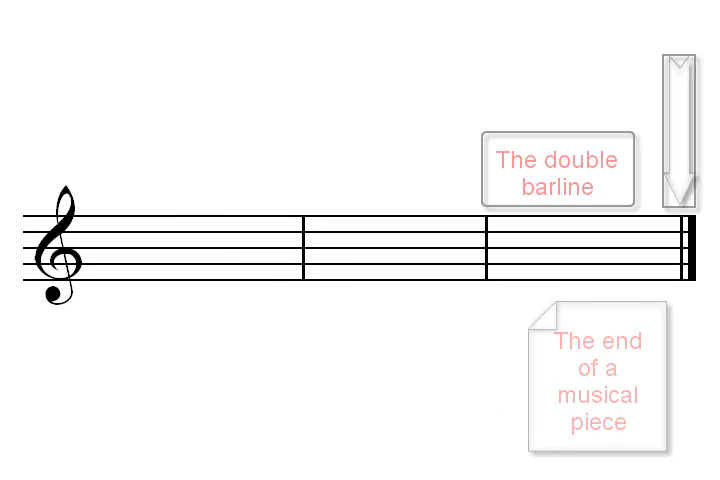 The double
barline
The end
of a
musical
piece